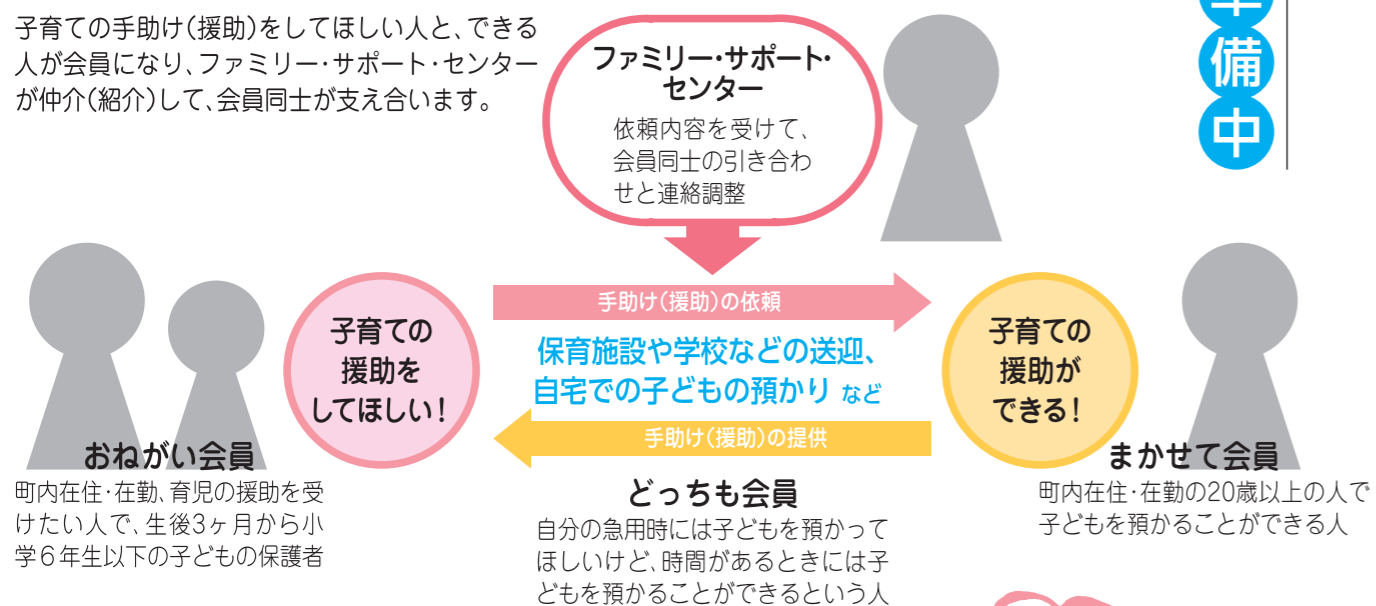 子育ての手助け(援助)をしてほしい人と、できる
人が会員になり、ファミリー・サポート・センター
が仲介(紹介)して、会員同士が支え合います。
ファミリー・サポート・
センター
依頼内容を受けて、
会員同士の引き合わ
せと連絡調整
備
中
手助け(援助)の依頼
子育ての
援助を
してほしい!
保育施設や学校などの送迎、
自宅での子どもの預かり など
子育ての
援助が
できる!
手助け(援助)の提供
おねがい会員
町内在住・在勤、育児の援助を受
けたい人で、生後3ヶ月から小
学6年生以下の子どもの保護者
どっちも会員
自分の急用時には子どもを預かって
ほしいけど、時間があるときには子
どもを預かることができるという人
まかせて会員
町内在住・在勤の20歳以上の人で
子どもを預かることができる人